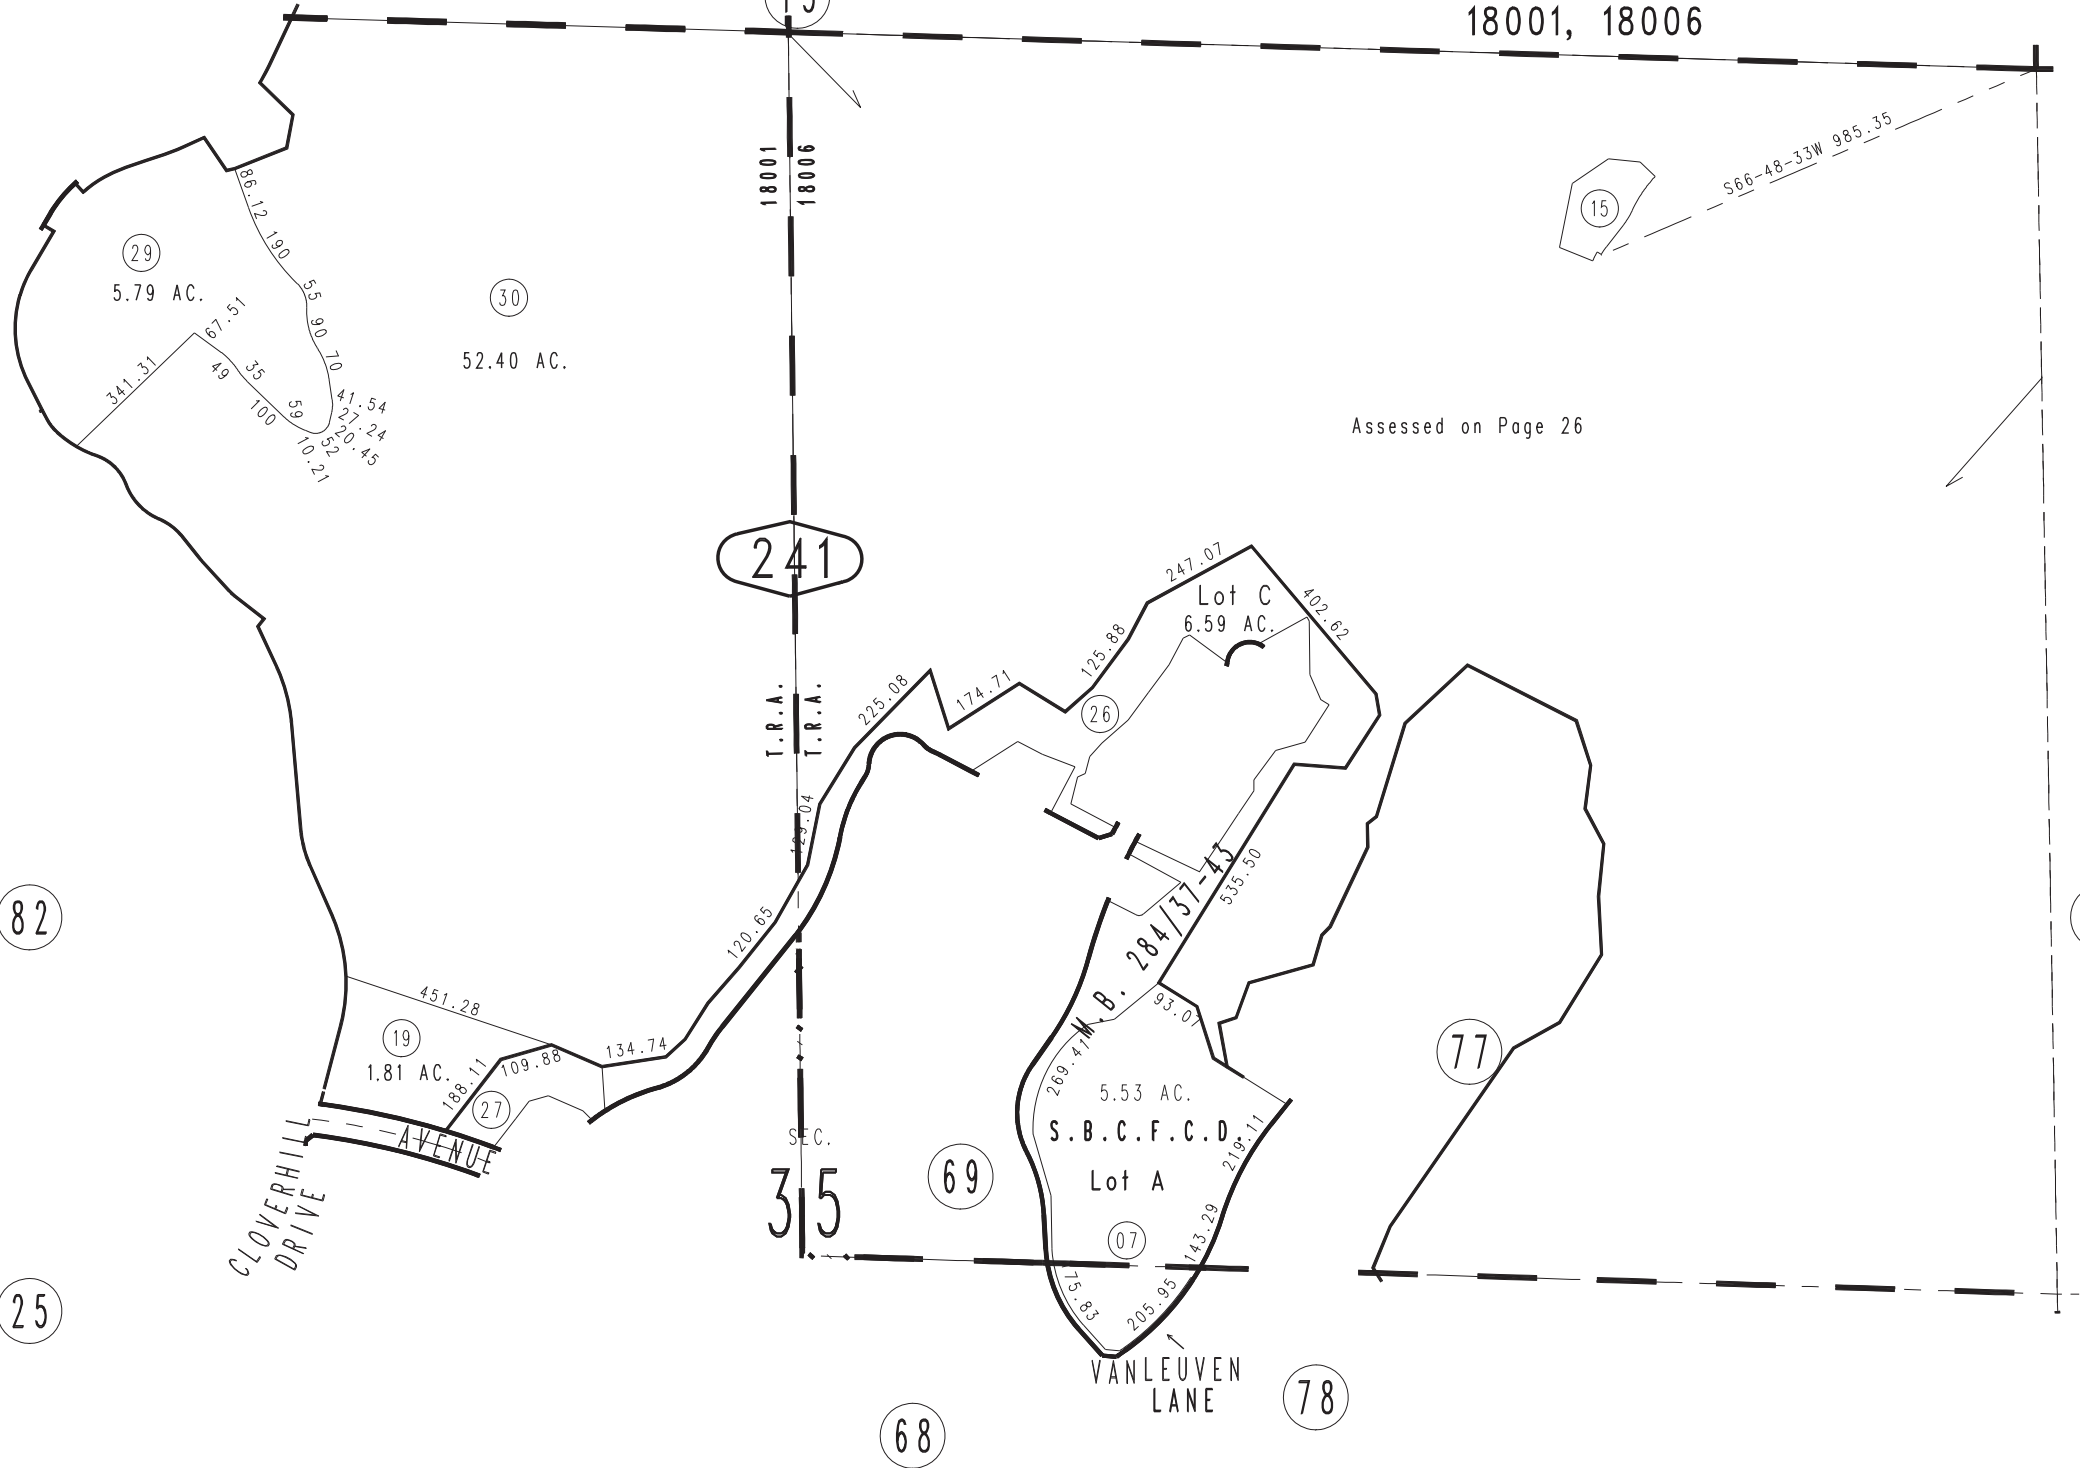 18001, 18006
18001
18006
S66-48-33W 985.35
15
86.12
190
55
90
70
29
5.79 AC.
30
52.40 AC.
67.51
341.31
49
35
100
59
41.54
27.24
20.45
52
10.21
Assessed on Page 26
241
247.07
Lot C
6.59 AC.
402.62
125.88
174.71
225.08
26
T.R.A.
T.R.A.
129.04
535.50
M.B. 284/37-43
82
120.65
451.28
93.07
19
1.81 AC.
134.74
109.88
188.11
27
269.41
77
5.53 AC.
S.B.C.F.C.D.
Lot A
219.11
SEC.
35
69
AVENUE
CLOVERHILL
DRIVE
07
143.29
75.83
205.95
25
VANLEUVEN
LANE
78
68